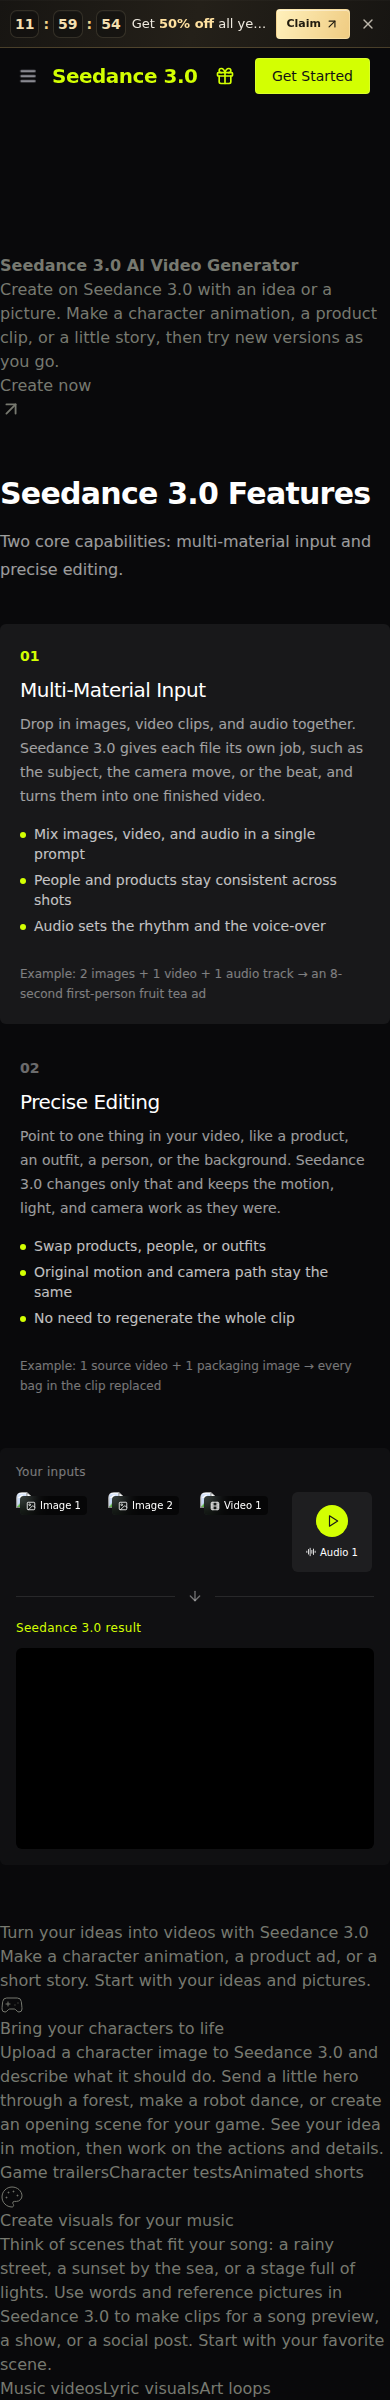 11 : 59 : 54 Get 50% off all ye... Claim
Seedance 3.0 Get Started
Seedance 3.0 AI Video Generator
Create on Seedance 3.0 with an idea or a
picture. Make a character animation, a product
clip, or a little story, then try new versions as
you go.
Create now
Seedance 3.0 Features
Two core capabilities: multi-material input and
precise editing.
01
Multi-Material Input
Drop in images, video clips, and audio together.
Seedance 3.0 gives each file its own job, such as
the subject, the camera move, or the beat, and
turns them into one finished video.
Mix images, video, and audio in a single
prompt
People and products stay consistent across
shots
Audio sets the rhythm and the voice-over
Example: 2 images + 1 video + 1 audio track → an 8-
second first-person fruit tea ad
02
Precise Editing
Point to one thing in your video, like a product,
an outfit, a person, or the background. Seedance
3.0 changes only that and keeps the motion,
light, and camera work as they were.
Swap products, people, or outfits
Original motion and camera path stay the
same
No need to regenerate the whole clip
Example: 1 source video + 1 packaging image → every
bag in the clip replaced
Your inputs
Image 1 Image 2 Video 1 Audio 1
Seedance 3.0 result
Turn your ideas into videos with Seedance 3.0
Make a character animation, a product ad, or a
short story. Start with your ideas and pictures.
Bring your characters to life
Upload a character image to Seedance 3.0 and
describe what it should do. Send a little hero
through a forest, make a robot dance, or create
an opening scene for your game. See your idea
in motion, then work on the actions and details.
Game trailersCharacter testsAnimated shorts
Create visuals for your music
Think of scenes that fit your song: a rainy
street, a sunset by the sea, or a stage full of
lights. Use words and reference pictures in
Seedance 3.0 to make clips for a song preview,
a show, or a social post. Start with your favorite
scene.
Music videosLyric visualsArt loops